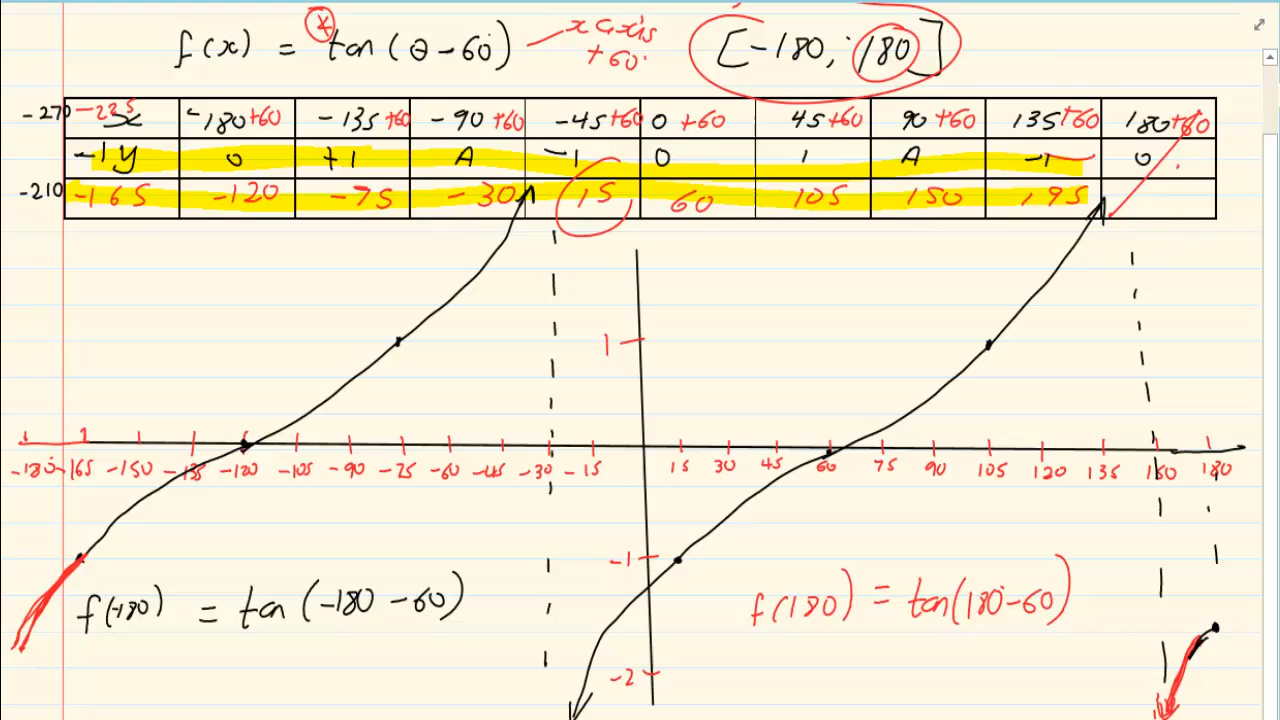 f(x) = tan(θ-60°) x axis +60° [-180, 180]
-270 -225 x -180+60 -135+60 -90+60 -45+60 0+60 45+60 90+60 135+60 180+60
-1 y 0 +1 A -1 0 1 A -1 0
-210 -165 -120 -75 -30 15 60 105 150 195
1
-180 -165 -150 -135 -120 -105 -90 -75 -60 -45 -30 -15 15 30 45 60 75 90 105 120 135 150 180
-1
f(-180) = tan(-180-60) f(180) = tan(180-60)
-2